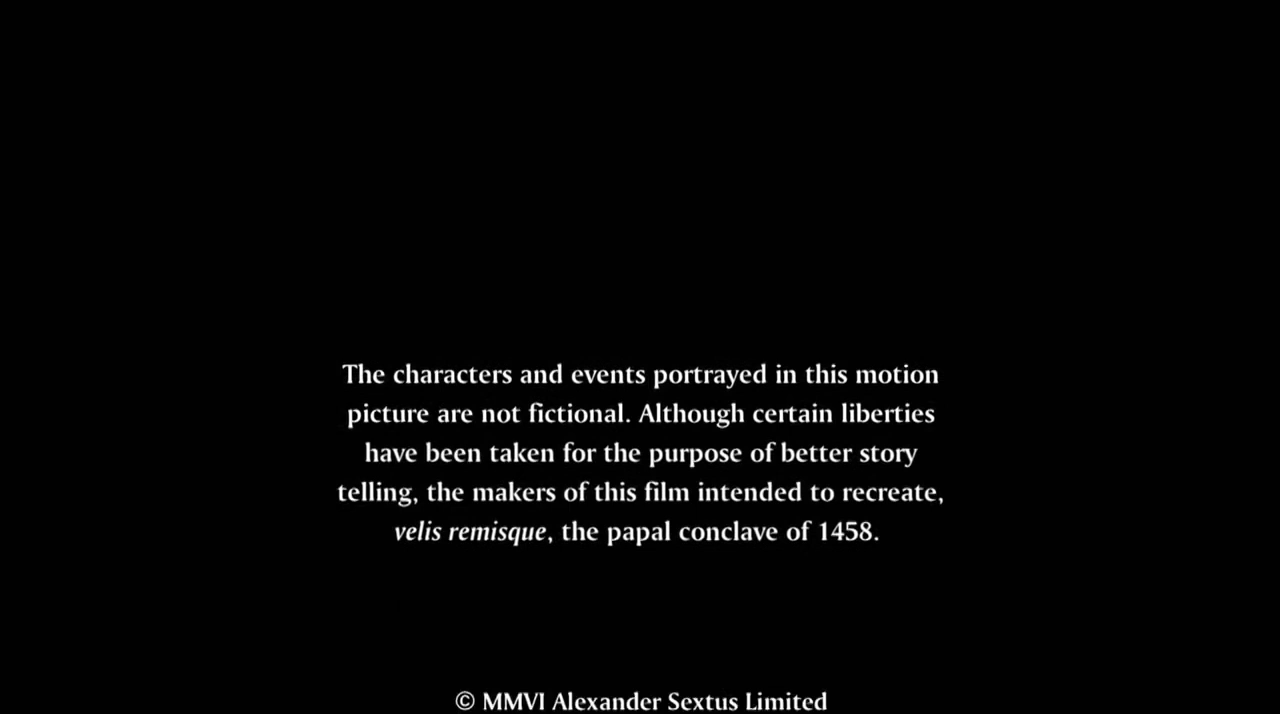 The characters and events portrayed in this motion
picture are not fictional. Although certain liberties
have been taken for the purpose of better story
telling, the makers of this film intended to recreate,
velis remisque, the papal conclave of 1458.
© MMVI Alexander Sextus Limited